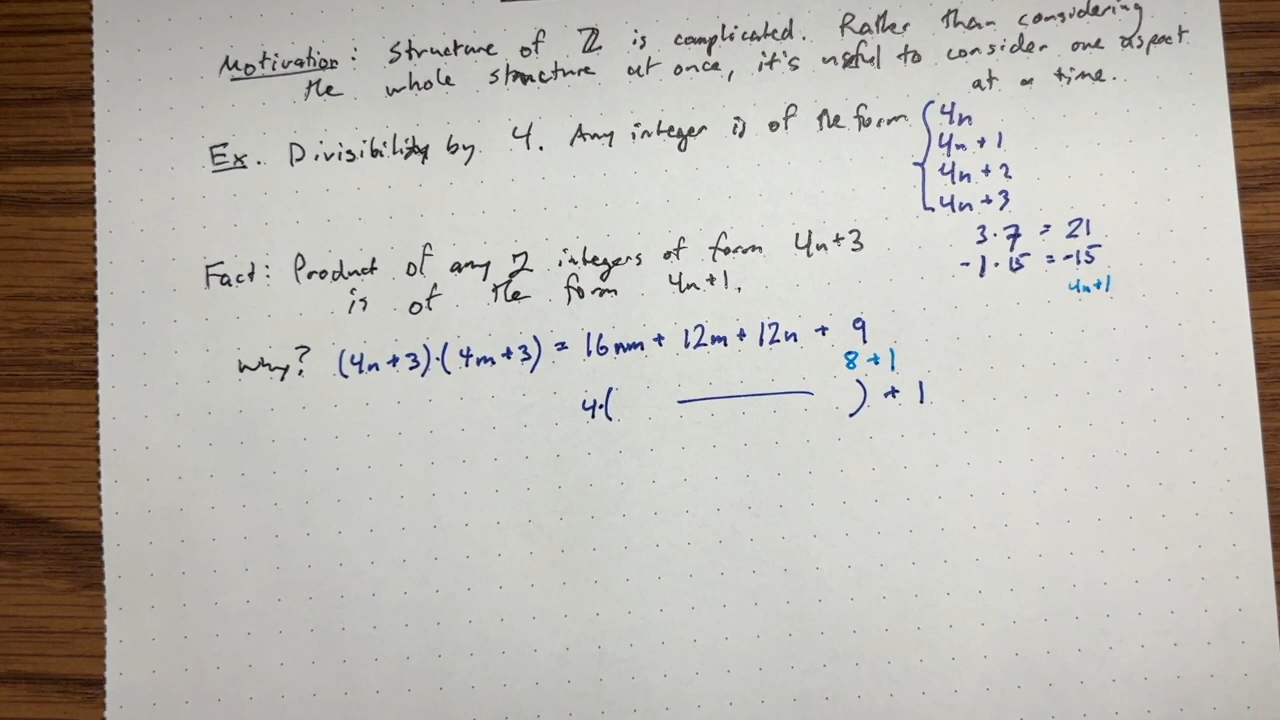 Motivation: Structure of ℤ is complicated. Rather than considering
the whole structure at once, it's useful to consider one aspect
at a time.
Ex. Divisibility by 4. Any integer is of the form { 4n
4n + 1
4n + 2
4n + 3
3·7 = 21
-1·15 = -15
4n+1
Fact: Product of any 2 integers of form 4n+3
is of the form 4n+1.
Why? (4n+3)·(4m+3) = 16nm + 12m + 12n + 9
8+1
4·( ——— ) + 1